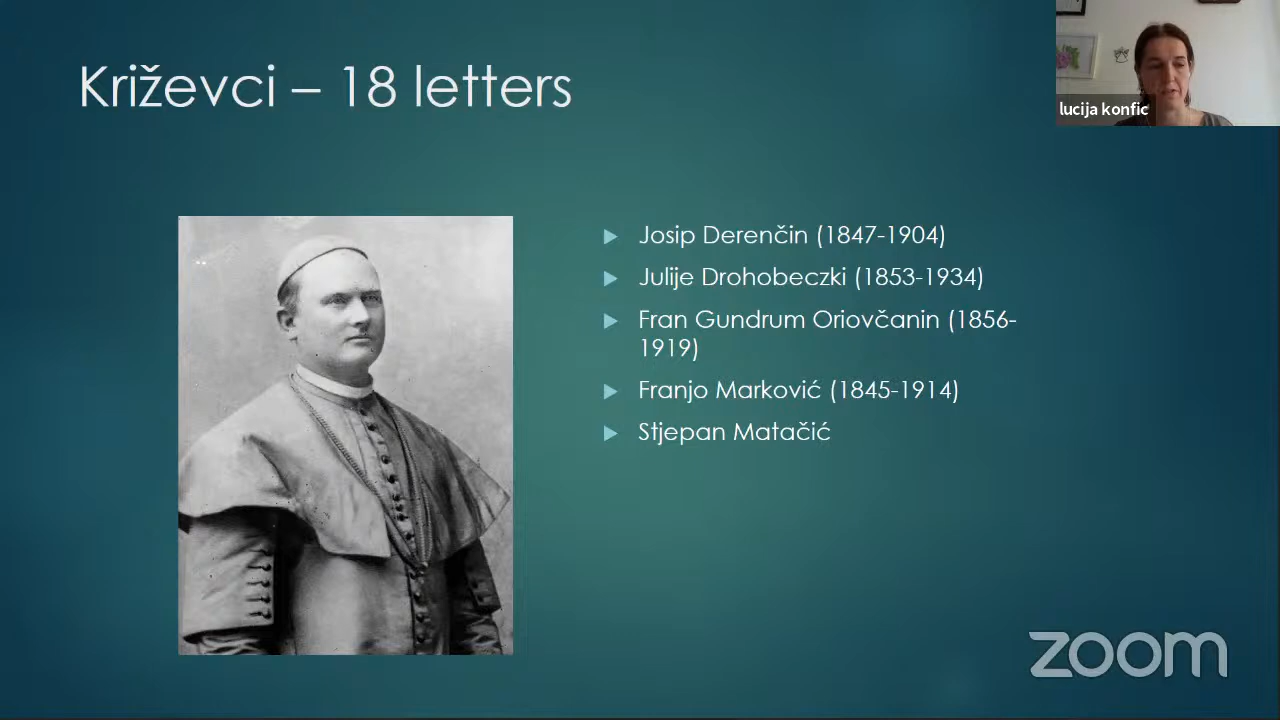 Križevci – 18 letters
lucija konfic
Josip Derenčin (1847-1904)
Julije Drohobeczki (1853-1934)
Fran Gundrum Oriovčanin (1856-
1919)
Franjo Marković (1845-1914)
Stjepan Matačić
zoom